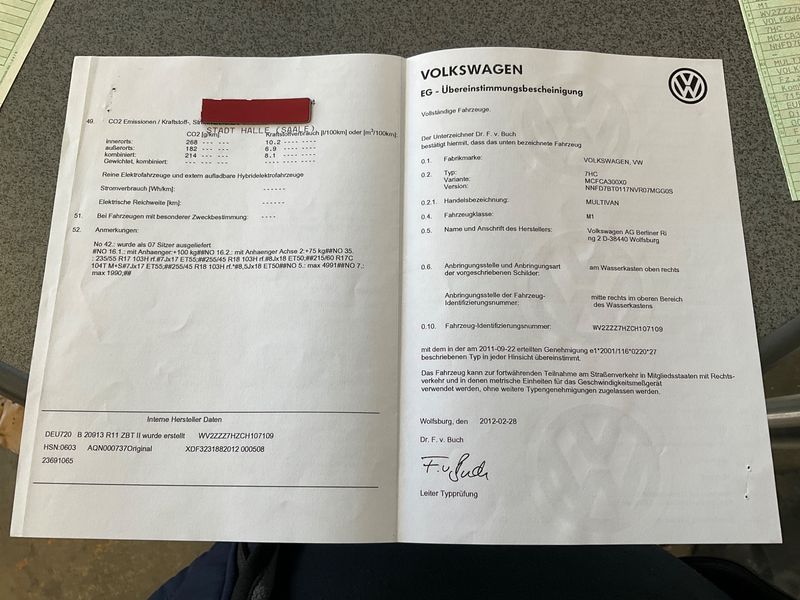 49. CO2 Emissionen / Kraftstoff-,
STADT HALLE (SAALE)
CO2 [g/km]: Kraftstoffverbrauch [l/100km] oder [m³/100km]:
innerorts: 268 --- ---- 10.2 ---- ----
außerorts: 182 --- ---- 6.9 ---- ----
kombiniert: 214 --- ---- 8.1 ---- ----
Gewichtet, kombiniert: ---- ----
Reine Elektrofahrzeuge und extern aufladbare Hybridelektrofahrzeuge
Stromverbrauch [Wh/km]: ------
Elektrische Reichweite [km]: ------
51. Bei Fahrzeugen mit besonderer Zweckbestimmung: ----
52. Anmerkungen:
No 42.: wurde als 07 Sitzer ausgeliefert
#NO 16.1.: mit Anhaenger:+100 kg##NO 16.2.: mit Anhaenger Achse 2:+75 kg##NO 35.
: 235/55 R17 103H rf.#7Jx17 ET55;##255/45 R18 103H rf.#8Jx18 ET50;##215/60 R17C
104T M+S#7Jx17 ET55;##255/45 R18 103H rf.*#8,5Jx18 ET50##NO 5.: max 4991##NO 7.:
max 1990;##
Interne Hersteller Daten
DEU720 B 20913 R11 ZBT II wurde erstellt WV2ZZZ7HZCH107109
HSN:0603 AQN000737Original XDF3231882012 000508
23691065
VOLKSWAGEN
EG - Übereinstimmungsbescheinigung
Vollständige Fahrzeuge.
Der Unterzeichner Dr. F. v. Buch
bestätigt hiermit, dass das unten bezeichnete Fahrzeug
0.1. Fabrikmarke: VOLKSWAGEN, VW
0.2. Typ: 7HC
Variante: MCFCA300X0
Version: NNFD7BT0117NVR07MGG0S
0.2.1. Handelsbezeichnung: MULTIVAN
0.4. Fahrzeugklasse: M1
0.5. Name und Anschrift des Herstellers: Volkswagen AG Berliner Ri
ng 2 D-38440 Wolfsburg
0.6. Anbringungsstelle und Anbringungsart am Wasserkasten oben rechts
der vorgeschriebenen Schilder:
Anbringungsstelle der Fahrzeug- mitte rechts im oberen Bereich
Identifizierungsnummer: des Wasserkastens
0.10. Fahrzeug-Identifizierungsnummer: WV2ZZZ7HZCH107109
mit dem in der am 2011-09-22 erteilten Genehmigung e1*2001/116*0220*27
beschriebenen Typ in jeder Hinsicht übereinstimmt.
Das Fahrzeug kann zur fortwährenden Teilnahme am Straßenverkehr in Mitgliedsstaaten mit Rechts-
verkehr und in denen metrische Einheiten für das Geschwindigkeitsmeßgerät
verwendet werden, ohne weitere Typengenehmigungen zugelassen werden.
Wolfsburg, den 2012-02-28
Dr. F. v. Buch
F. v Buch
Leiter Typprüfung
M1
7HC